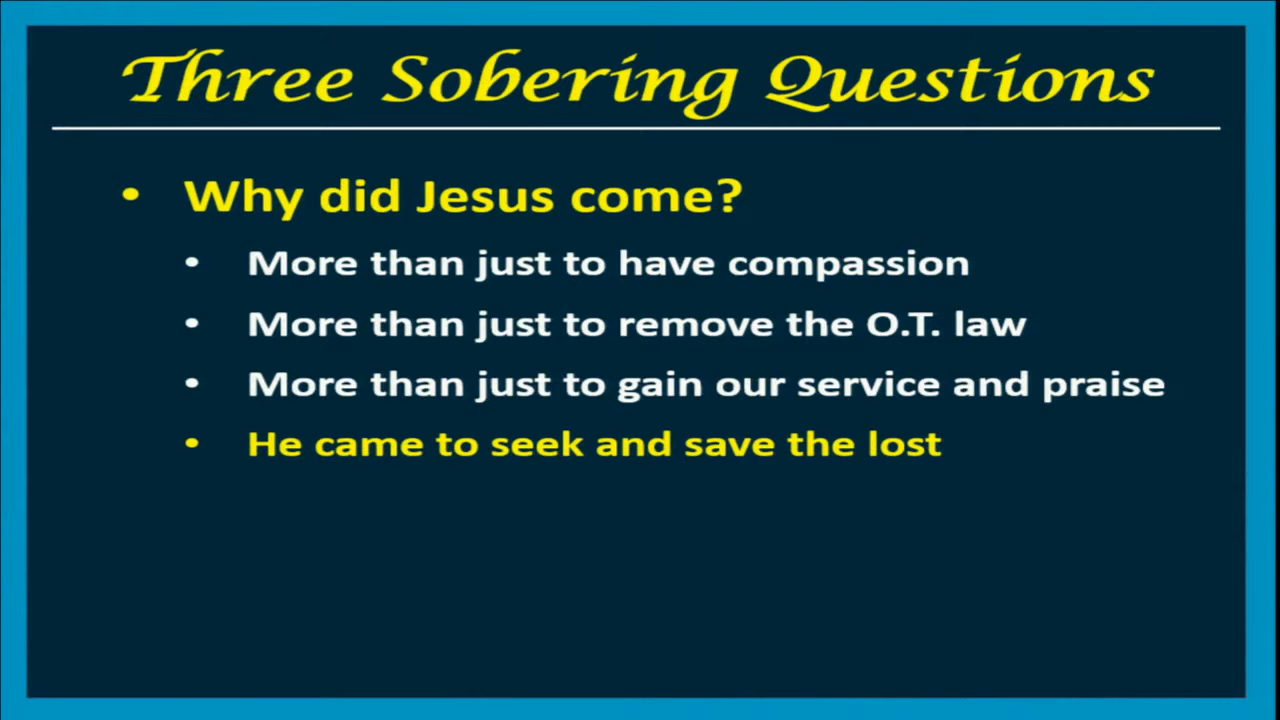 Three Sobering Questions
• Why did Jesus come?
• More than just to have compassion
• More than just to remove the O.T. law
• More than just to gain our service and praise
• He came to seek and save the lost